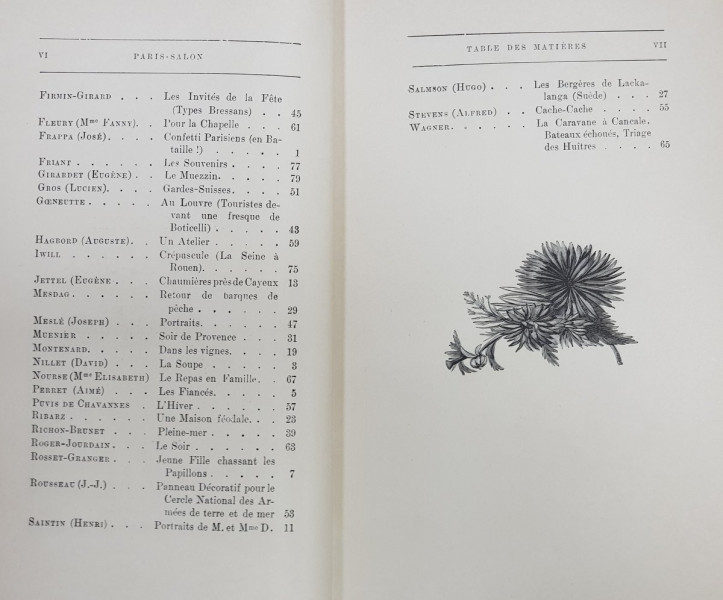 VI PARIS-SALON
FIRMIN-GIRARD . . . Les Invités de la Fête
(Types Bressans) . . 45
FLEURY (Mme FANNY). . Pour la Chapelle . . . 61
FRAPPA (JOSÉ). . . . Confetti Parisiens (en Ba-
taille !) . . . . . 1
FRIANT . . . . . . Les Souvenirs . . . . 77
GIRARDET (EUGÈNE) . . Le Muezzin. . . . . 79
GROS (LUCIEN). . . . Gardes-Suisses. . . . 51
GŒNEUTTE . . . . . Au Louvre (Touristes de-
vant une fresque de
Boticelli) . . . . . 43
HAGBORD (AUGUSTE). . Un Atelier . . . . . 59
IWILL . . . . . . Crépuscule (La Seine à
Rouen). . . . . . 75
JETTEL (EUGÈNE . . . Chaumières près de Cayeux 13
MESDAG . . . . . . Retour de barques de
pêche . . . . . . 29
MESLÉ (JOSEPH) . . . Portraits. . . . . . 47
MUENIER . . . . . Soir de Provence . . . 31
MONTENARD. . . . . Dans les vignes. . . . 19
NILLET (DAVID) . . . La Soupe . . . . . 3
NOURSE (Mme ELISABETH) Le Repas en Famille. . 67
PERRET (AIMÉ) . . . Les Fiancés. . . . . 5
PUVIS DE CHAVANNES . L'Hiver . . . . . . 57
RIBARZ . . . . . . Une Maison féodale. . . 23
RICHON-BRUNET . . . Pleine-mer . . . . . 39
ROGER-JOURDAIN. . . Le Soir . . . . . . 63
ROSSET-GRANGER. . . Jeune Fille chassant les
Papillons . . . . . 7
ROUSSEAU (J.-J.) . . . Panneau Décoratif pour le
Cercle National des Ar-
mées de terre et de mer 53
SAINTIN (HENRI) . . . Portraits de M. et Mme D. 11
TABLE DES MATIÈRES VII
SALMSON (HUGO) . . . Les Bergères de Lacka-
langa (Suède) . . . 27
STEVENS (ALFRED) . . Cache-Cache . . . . 55
WAGNER. . . . . . La Caravane à Cancale.
Bateaux échoués, Triage
des Huitres . . . . 65